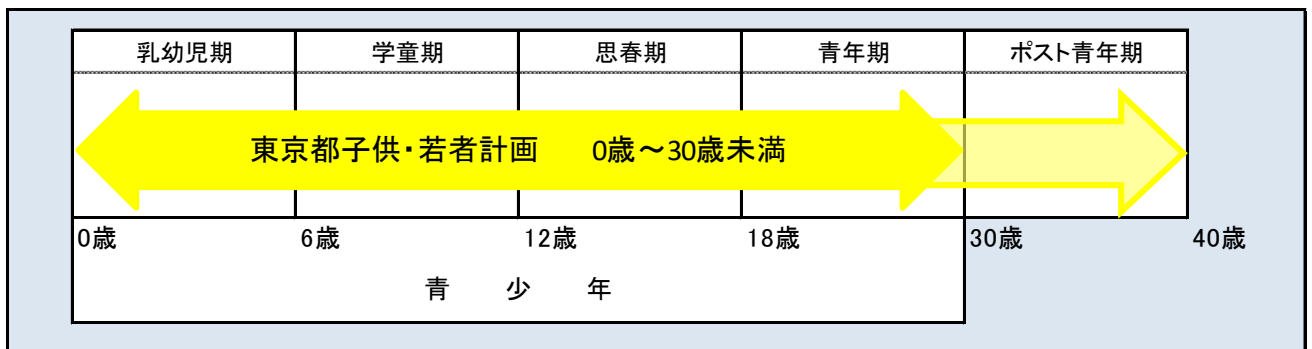 乳幼児期 学童期 思春期 青年期 ポスト青年期
東京都子供・若者計画 0歳~30歳未満
0歳 6歳 12歳 18歳 30歳 40歳
青少年